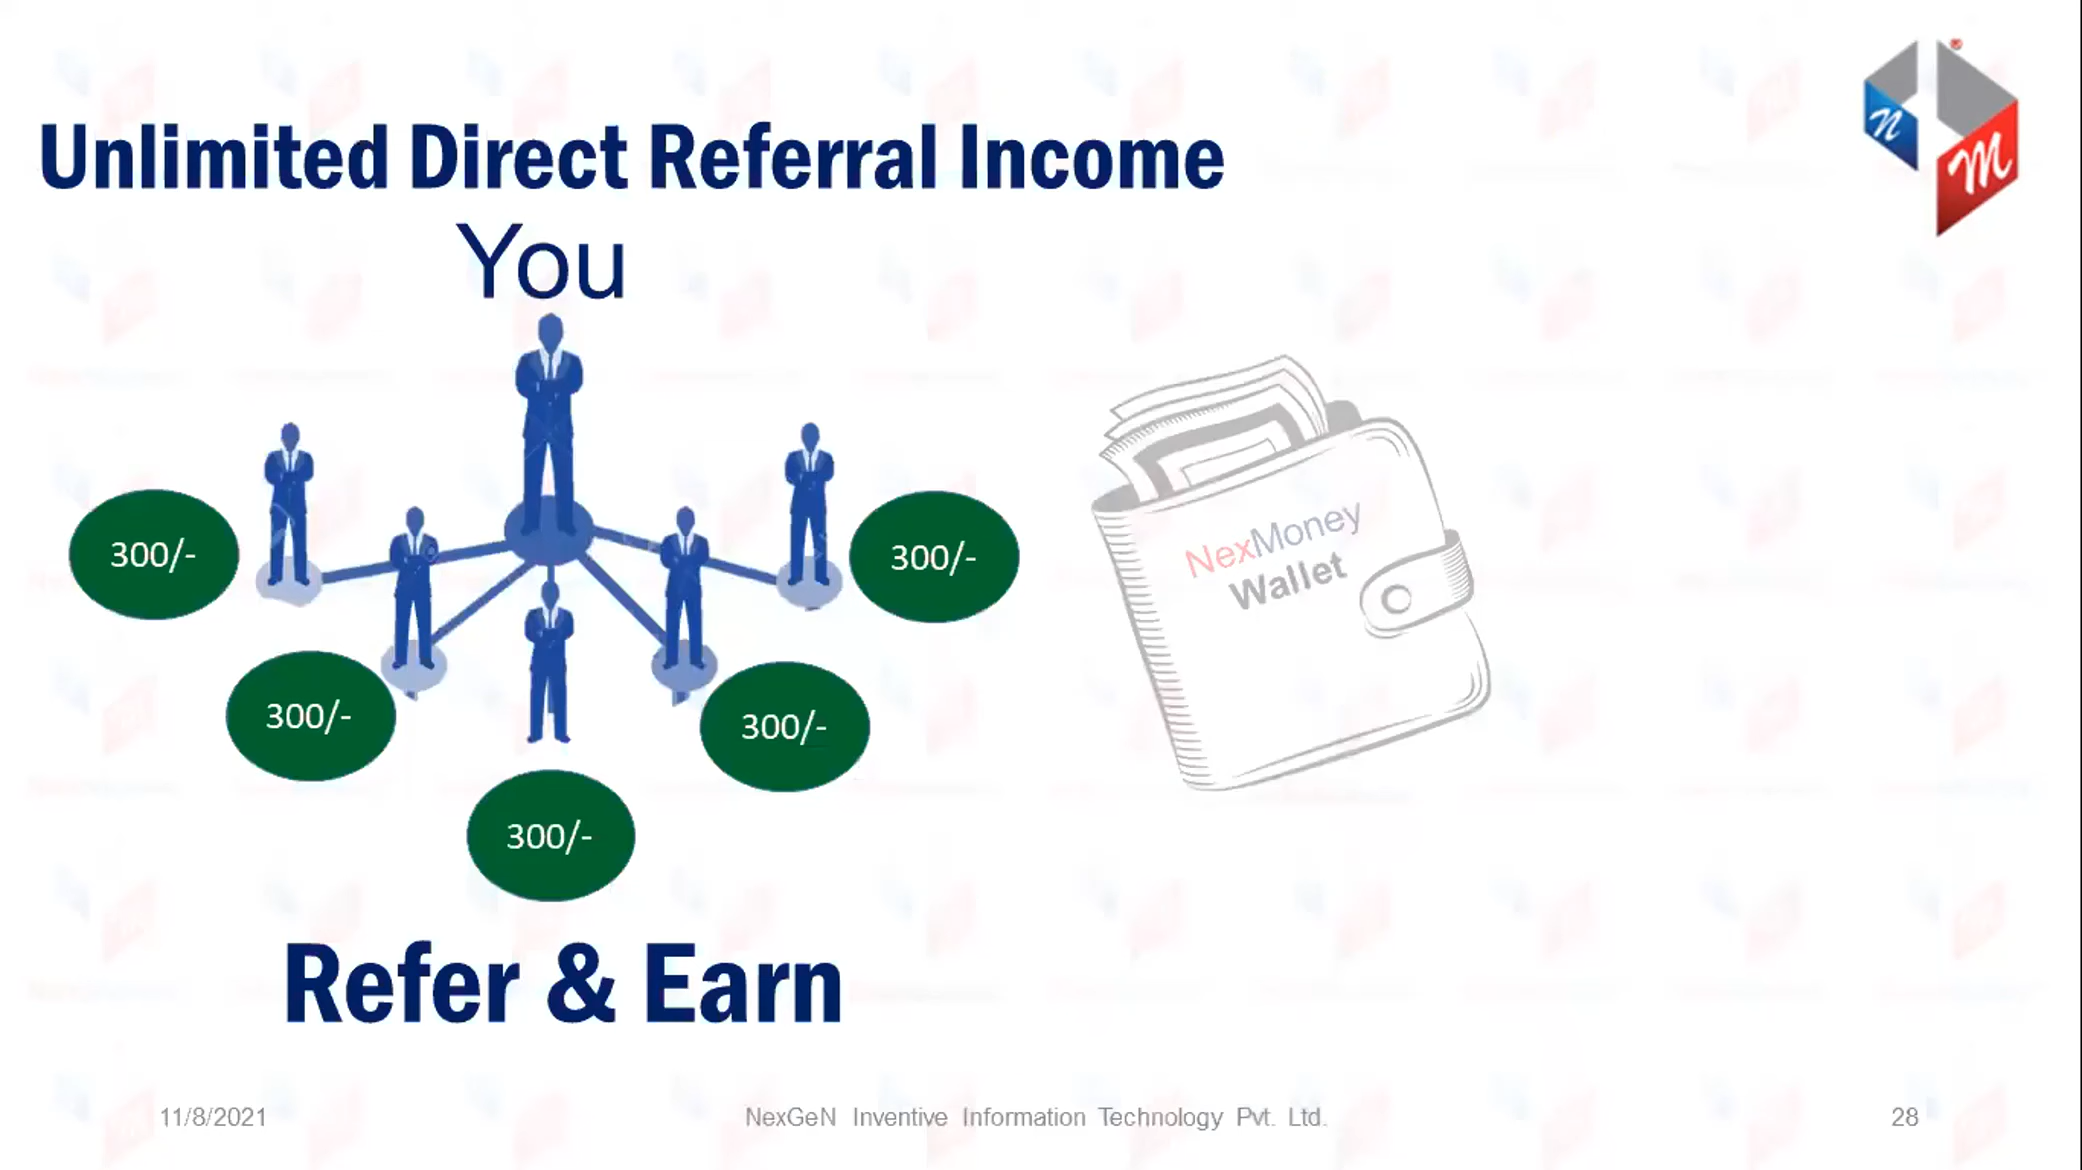 Unlimited Direct Referral Income
You
300/-
300/-
300/-
300/-
300/-
NexMoney
Wallet
Refer & Earn
n
M
®
11/8/2021
NexGeN Inventive Information Technology Pvt. Ltd.
28